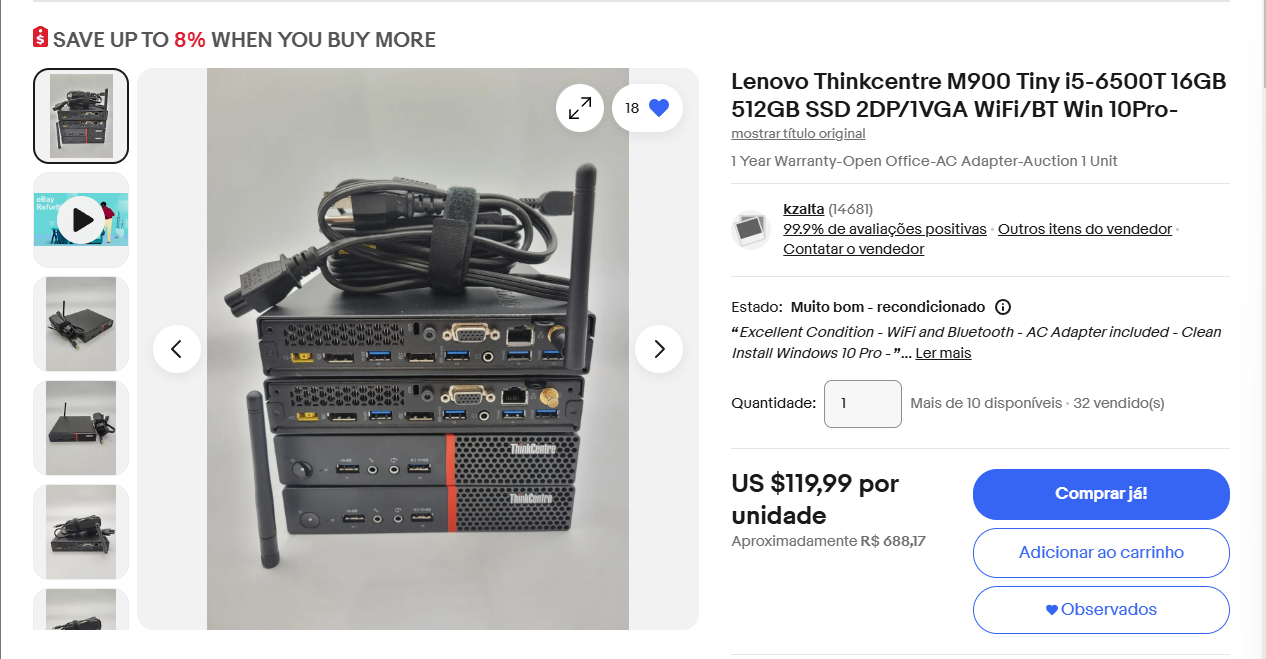 SAVE UP TO 8% WHEN YOU BUY MORE
eBay
Refur
18
ThinkCentre
ThinkCentre
Lenovo Thinkcentre M900 Tiny i5-6500T 16GB
512GB SSD 2DP/1VGA WiFi/BT Win 10Pro-
mostrar título original
1 Year Warranty-Open Office-AC Adapter-Auction 1 Unit
kzalta (14681)
99.9% de avaliações positivas · Outros itens do vendedor ·
Contatar o vendedor
Estado: Muito bom - recondicionado
“Excellent Condition - WiFi and Bluetooth - AC Adapter included - Clean
Install Windows 10 Pro - ”... Ler mais
Quantidade: 1 Mais de 10 disponíveis · 32 vendido(s)
US $119,99 por
unidade
Aproximadamente R$ 688,17
Comprar já!
Adicionar ao carrinho
Observados